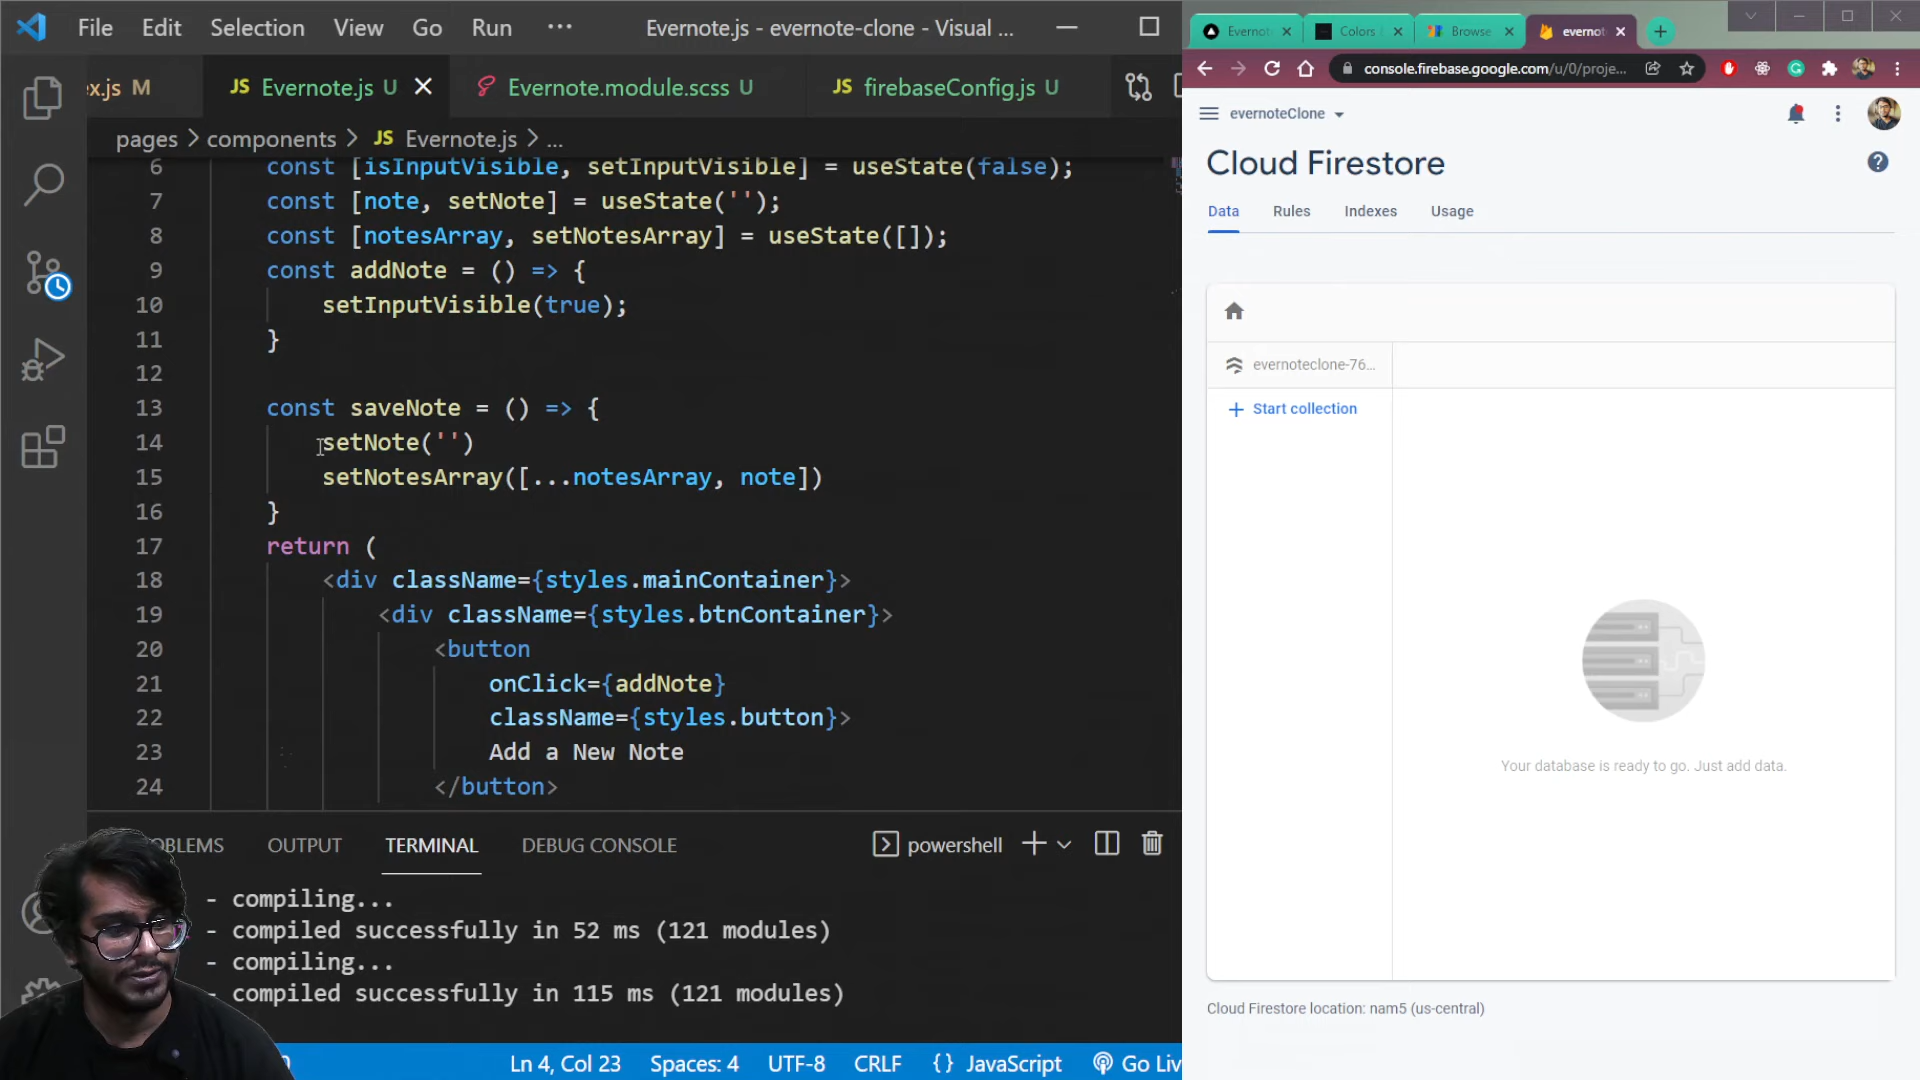 File Edit Selection View Go Run ··· Evernote.js - evernote-clone - Visual ...
ex.js M JS Evernote.js U Evernote.module.scss U JS firebaseConfig.js U
pages > components > JS Evernote.js > ...
6 const [isInputVisible, setInputVisible] = useState(false);
7 const [note, setNote] = useState('');
8 const [notesArray, setNotesArray] = useState([]);
9 const addNote = () => {
10 setInputVisible(true);
11 }
12
13 const saveNote = () => {
14 setNote('')
15 setNotesArray([...notesArray, note])
16 }
17 return (
18 <div className={styles.mainContainer}>
19 <div className={styles.btnContainer}>
20 <button
21 onClick={addNote}
22 className={styles.button}>
23 Add a New Note
24 </button>
OBLEMS OUTPUT TERMINAL DEBUG CONSOLE powershell
- compiling...
- compiled successfully in 52 ms (121 modules)
- compiling...
- compiled successfully in 115 ms (121 modules)
Ln 4, Col 23 Spaces: 4 UTF-8 CRLF {} JavaScript Go Liv
Evernot Colors Browse evernot
console.firebase.google.com/u/0/proje...
evernoteClone
Cloud Firestore
Data Rules Indexes Usage
evernoteclone-76...
+ Start collection
Your database is ready to go. Just add data.
Cloud Firestore location: nam5 (us-central)